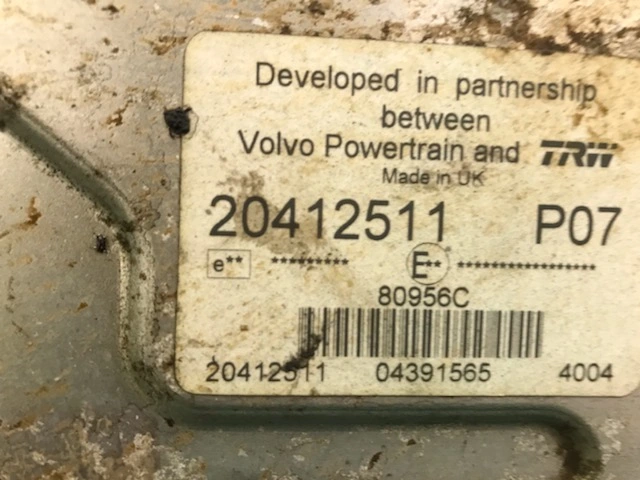 Developed in partnership
between
Volvo Powertrain and TRW
Made in UK
20412511 P07
e** ********* E** ****************
80956C
20412511 04391565 4004